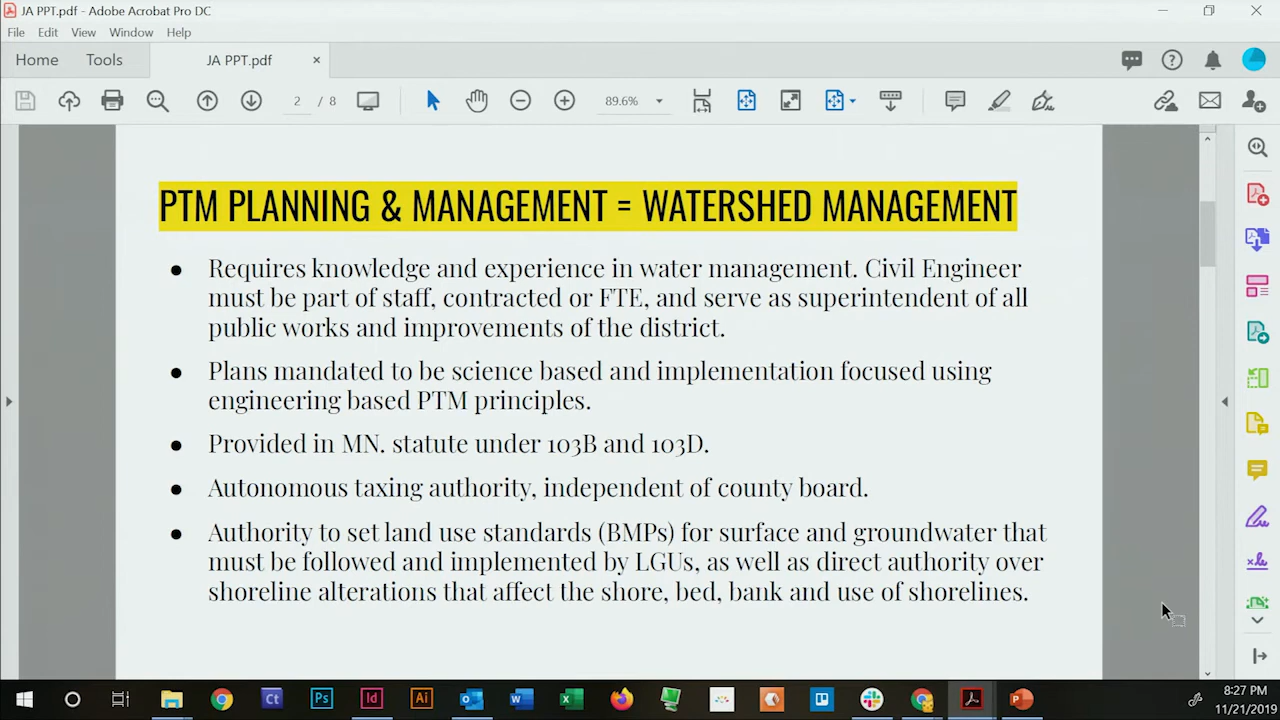 JA PPT.pdf - Adobe Acrobat Pro DC
File Edit View Window Help
Home Tools JA PPT.pdf ×
2 / 8 89.6%
PTM PLANNING & MANAGEMENT = WATERSHED MANAGEMENT
● Requires knowledge and experience in water management. Civil Engineer
must be part of staff, contracted or FTE, and serve as superintendent of all
public works and improvements of the district.
● Plans mandated to be science based and implementation focused using
engineering based PTM principles.
● Provided in MN. statute under 103B and 103D.
● Autonomous taxing authority, independent of county board.
● Authority to set land use standards (BMPs) for surface and groundwater that
must be followed and implemented by LGUs, as well as direct authority over
shoreline alterations that affect the shore, bed, bank and use of shorelines.
Ct Ps Id Ai
8:27 PM
11/21/2019